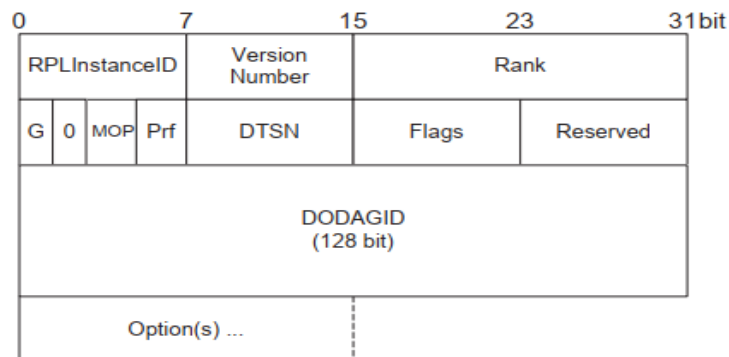 0 7 15 23 31bit
RPLInstanceID Version Number Rank
G 0 MOP Prf DTSN Flags Reserved
DODAGID
(128 bit)
Option(s) ...